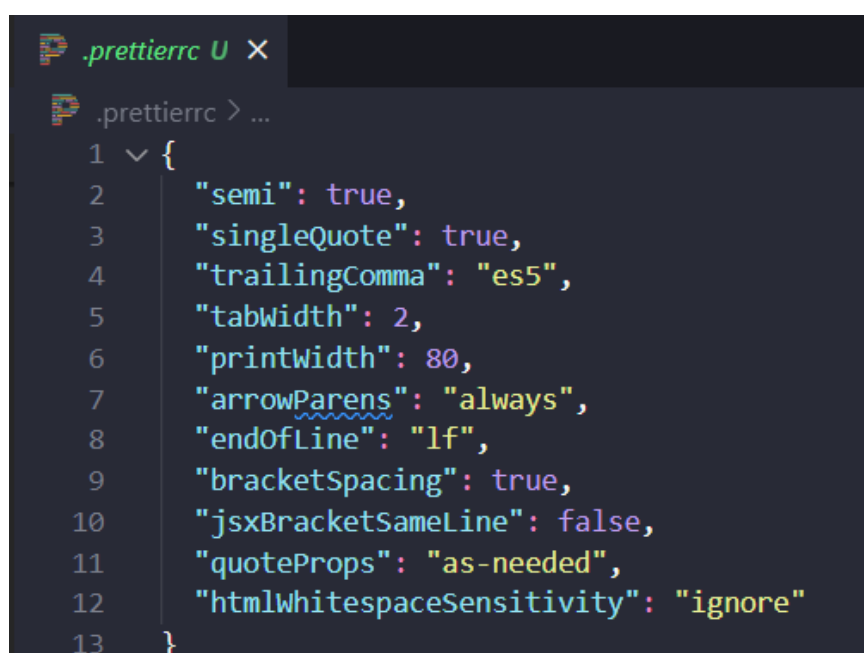 .prettierrc U ×
.prettierrc > ...
1 {
2 "semi": true,
3 "singleQuote": true,
4 "trailingComma": "es5",
5 "tabWidth": 2,
6 "printWidth": 80,
7 "arrowParens": "always",
8 "endOfLine": "lf",
9 "bracketSpacing": true,
10 "jsxBracketSameLine": false,
11 "quoteProps": "as-needed",
12 "htmlWhitespaceSensitivity": "ignore"
13 }